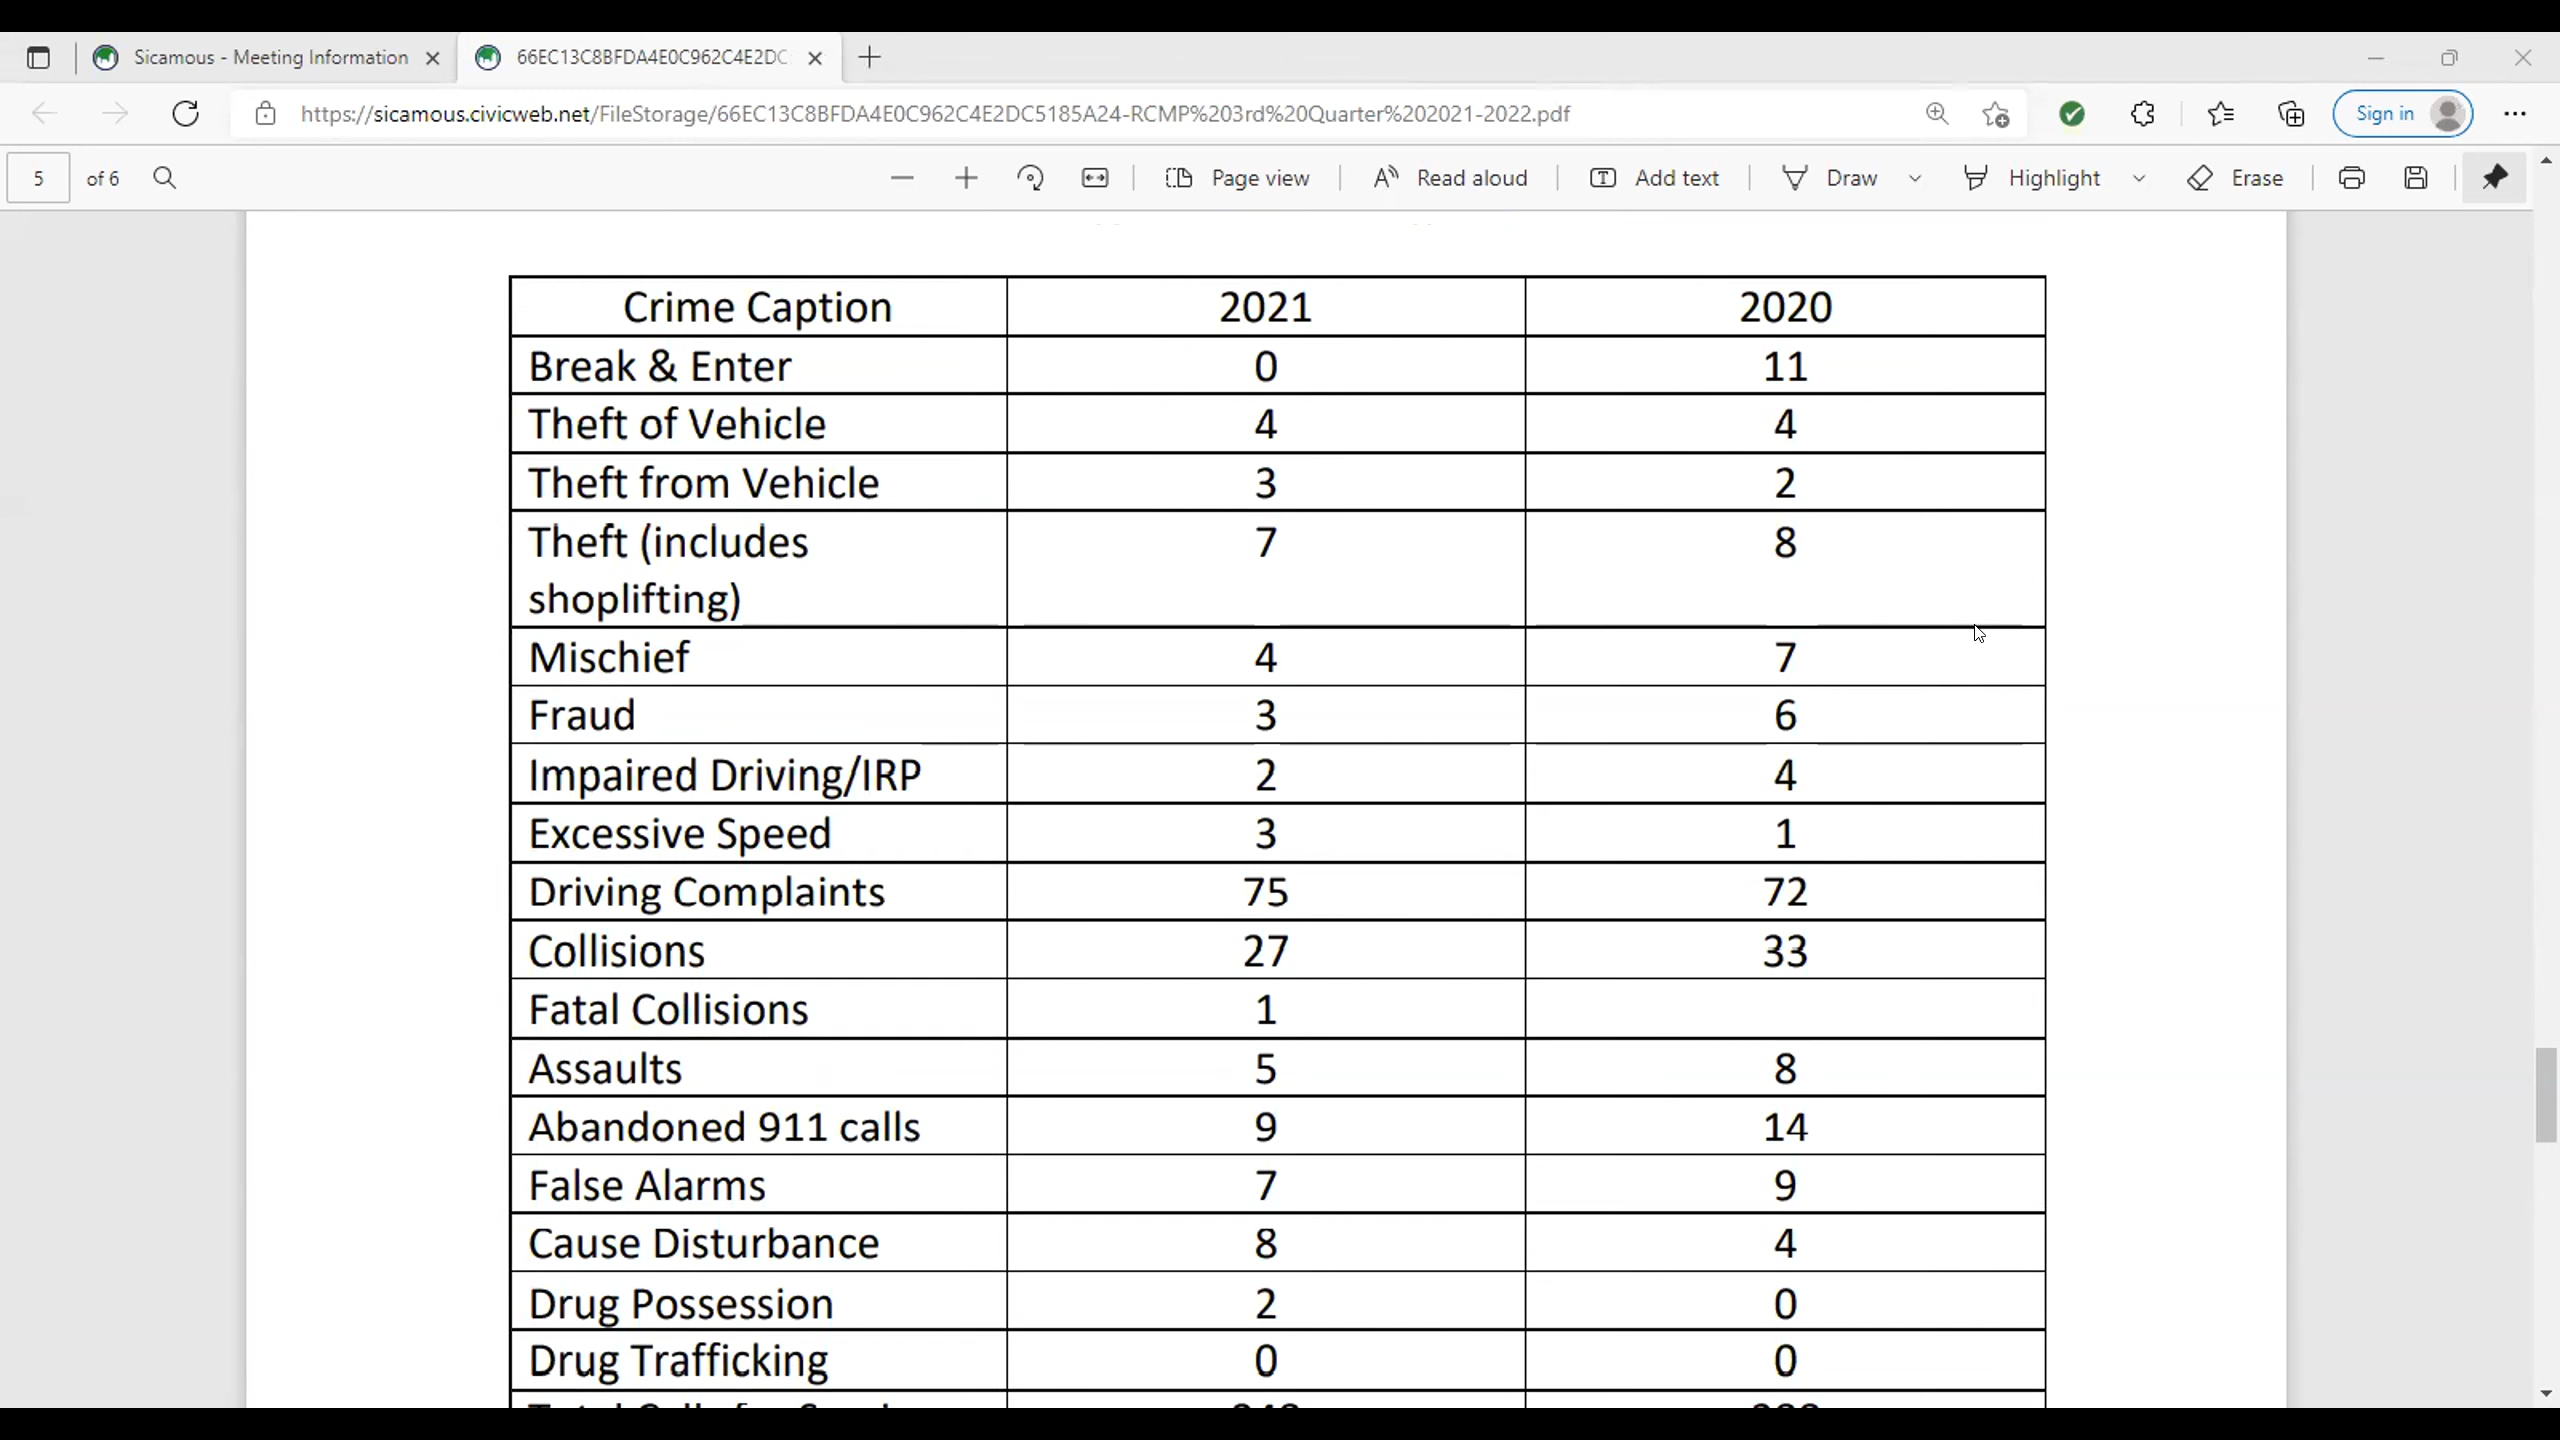 Sicamous - Meeting Information
66EC13C8BFDA4E0C962C4E2DC
https://sicamous.civicweb.net/FileStorage/66EC13C8BFDA4E0C962C4E2DC5185A24-RCMP%203rd%20Quarter%202021-2022.pdf
Sign in
5 of 6 Page view Read aloud Add text Draw Highlight Erase
Crime Caption 2021 2020
Break & Enter 0 11
Theft of Vehicle 4 4
Theft from Vehicle 3 2
Theft (includes 7 8
shoplifting)
Mischief 4 7
Fraud 3 6
Impaired Driving/IRP 2 4
Excessive Speed 3 1
Driving Complaints 75 72
Collisions 27 33
Fatal Collisions 1
Assaults 5 8
Abandoned 911 calls 9 14
False Alarms 7 9
Cause Disturbance 8 4
Drug Possession 2 0
Drug Trafficking 0 0